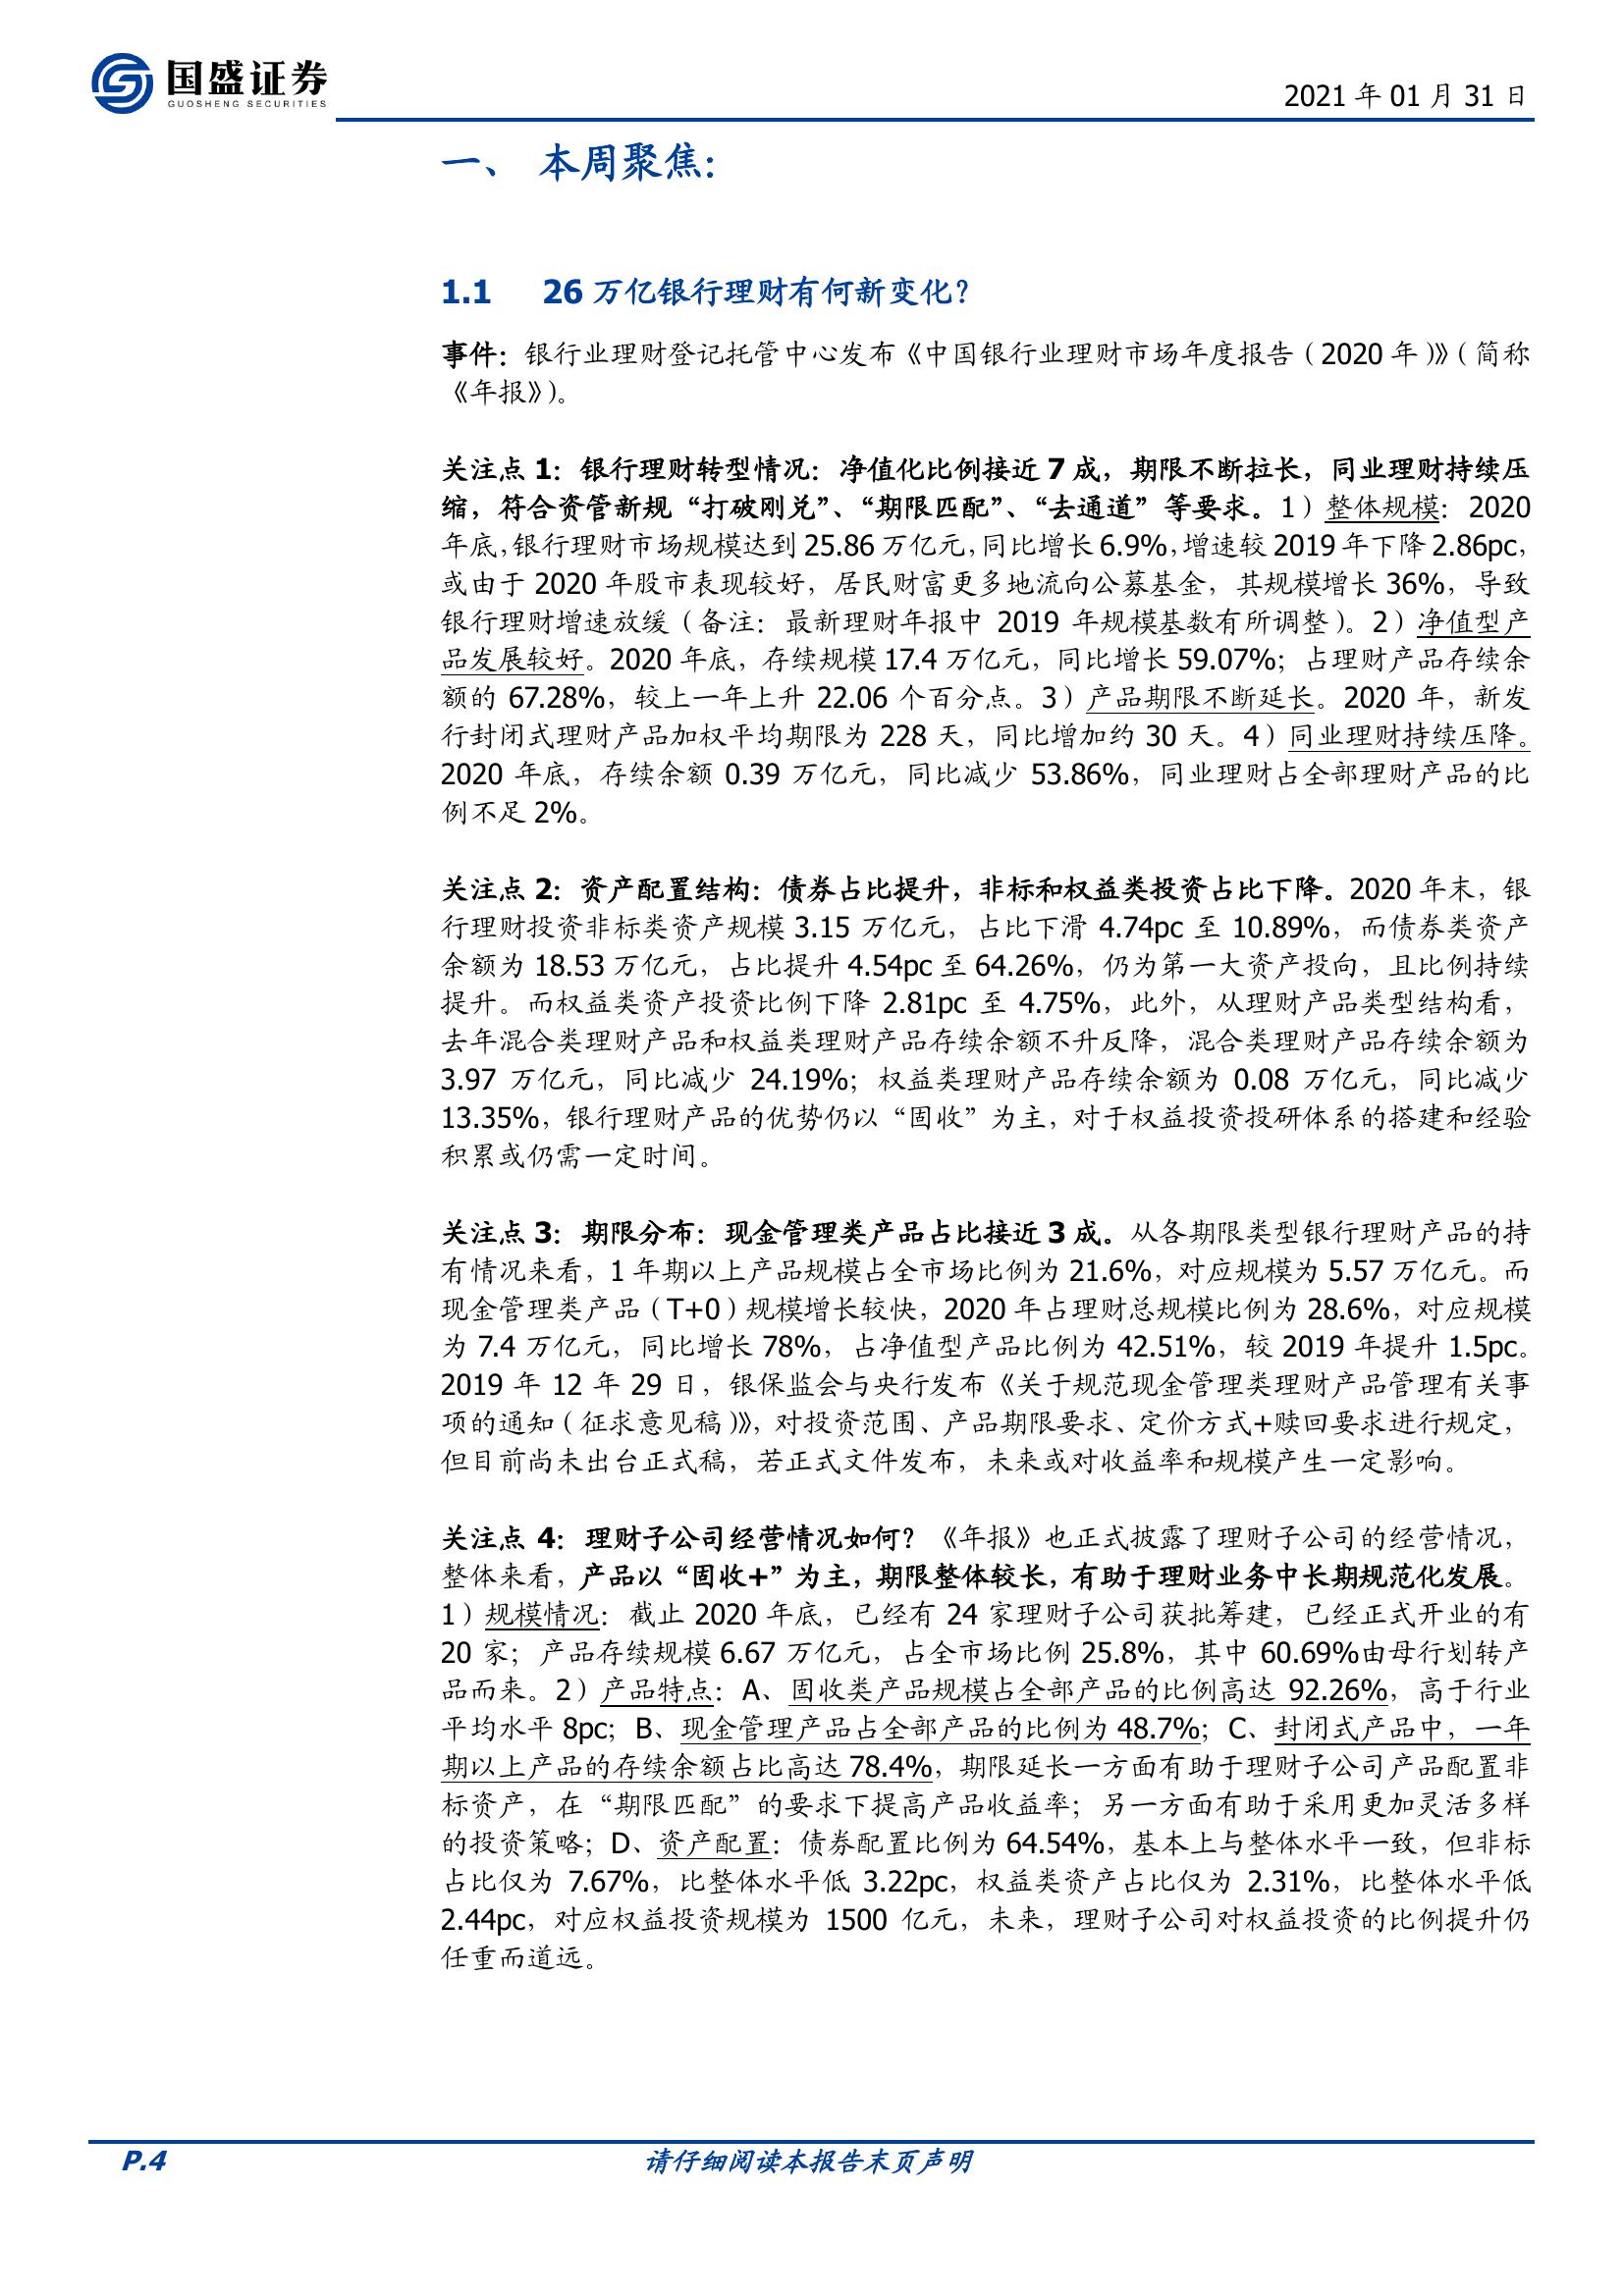 国盛证券
GUOSHENG SECURITIES
2021 年 01 月 31 日
一、 本周聚焦：
1.1 26 万亿银行理财有何新变化？
事件：银行业理财登记托管中心发布《中国银行业理财市场年度报告（2020 年）》（简称
《年报》）。
关注点 1：银行理财转型情况：净值化比例接近 7 成，期限不断拉长，同业理财持续压
缩，符合资管新规“打破刚兑”、“期限匹配”、“去通道”等要求。1）整体规模：2020
年底，银行理财市场规模达到 25.86 万亿元，同比增长 6.9%，增速较 2019 年下降 2.86pc，
或由于 2020 年股市表现较好，居民财富更多地流向公募基金，其规模增长 36%，导致
银行理财增速放缓（备注：最新理财年报中 2019 年规模基数有所调整）。2）净值型产
品发展较好。2020 年底，存续规模 17.4 万亿元，同比增长 59.07%；占理财产品存续余
额的 67.28%，较上一年上升 22.06 个百分点。3）产品期限不断延长。2020 年，新发
行封闭式理财产品加权平均期限为 228 天，同比增加约 30 天。4）同业理财持续压降。
2020 年底，存续余额 0.39 万亿元，同比减少 53.86%，同业理财占全部理财产品的比
例不足 2%。
关注点 2：资产配置结构：债券占比提升，非标和权益类投资占比下降。2020 年末，银
行理财投资非标类资产规模 3.15 万亿元，占比下滑 4.74pc 至 10.89%，而债券类资产
余额为 18.53 万亿元，占比提升 4.54pc 至 64.26%，仍为第一大资产投向，且比例持续
提升。而权益类资产投资比例下降 2.81pc 至 4.75%，此外，从理财产品类型结构看，
去年混合类理财产品和权益类理财产品存续余额不升反降，混合类理财产品存续余额为
3.97 万亿元，同比减少 24.19%；权益类理财产品存续余额为 0.08 万亿元，同比减少
13.35%，银行理财产品的优势仍以“固收”为主，对于权益投资投研体系的搭建和经验
积累或仍需一定时间。
关注点 3：期限分布：现金管理类产品占比接近 3 成。从各期限类型银行理财产品的持
有情况来看，1 年期以上产品规模占全市场比例为 21.6%，对应规模为 5.57 万亿元。而
现金管理类产品（T+0）规模增长较快，2020 年占理财总规模比例为 28.6%，对应规模
为 7.4 万亿元，同比增长 78%，占净值型产品比例为 42.51%，较 2019 年提升 1.5pc。
2019 年 12 年 29 日，银保监会与央行发布《关于规范现金管理类理财产品管理有关事
项的通知（征求意见稿）》，对投资范围、产品期限要求、定价方式+赎回要求进行规定，
但目前尚未出台正式稿，若正式文件发布，未来或对收益率和规模产生一定影响。
关注点 4：理财子公司经营情况如何？《年报》也正式披露了理财子公司的经营情况，
整体来看，产品以“固收+”为主，期限整体较长，有助于理财业务中长期规范化发展。
1）规模情况：截止 2020 年底，已经有 24 家理财子公司获批筹建，已经正式开业的有
20 家；产品存续规模 6.67 万亿元，占全市场比例 25.8%，其中 60.69%由母行划转产
品而来。2）产品特点：A、固收类产品规模占全部产品的比例高达 92.26%，高于行业
平均水平 8pc；B、现金管理产品占全部产品的比例为 48.7%；C、封闭式产品中，一年
期以上产品的存续余额占比高达 78.4%，期限延长一方面有助于理财子公司产品配置非
标资产，在“期限匹配”的要求下提高产品收益率；另一方面有助于采用更加灵活多样
的投资策略；D、资产配置：债券配置比例为 64.54%，基本上与整体水平一致，但非标
占比仅为 7.67%，比整体水平低 3.22pc，权益类资产占比仅为 2.31%，比整体水平低
2.44pc，对应权益投资规模为 1500 亿元，未来，理财子公司对权益投资的比例提升仍
任重而道远。
P.4
请仔细阅读本报告末页声明